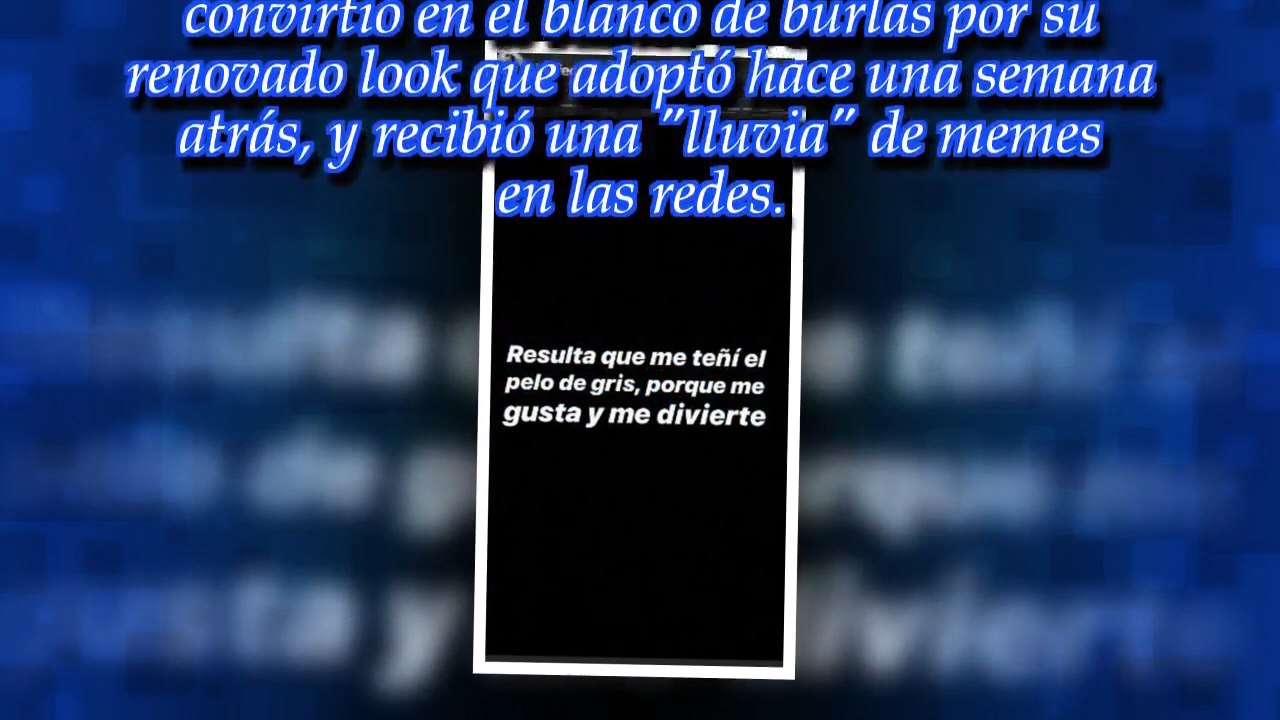 convirtió en el blanco de burlas por su
renovado look que adoptó hace una semana
atrás, y recibió una "lluvia" de memes
en las redes.
Resulta que me teñí el
pelo de gris, porque me
gusta y me divierte